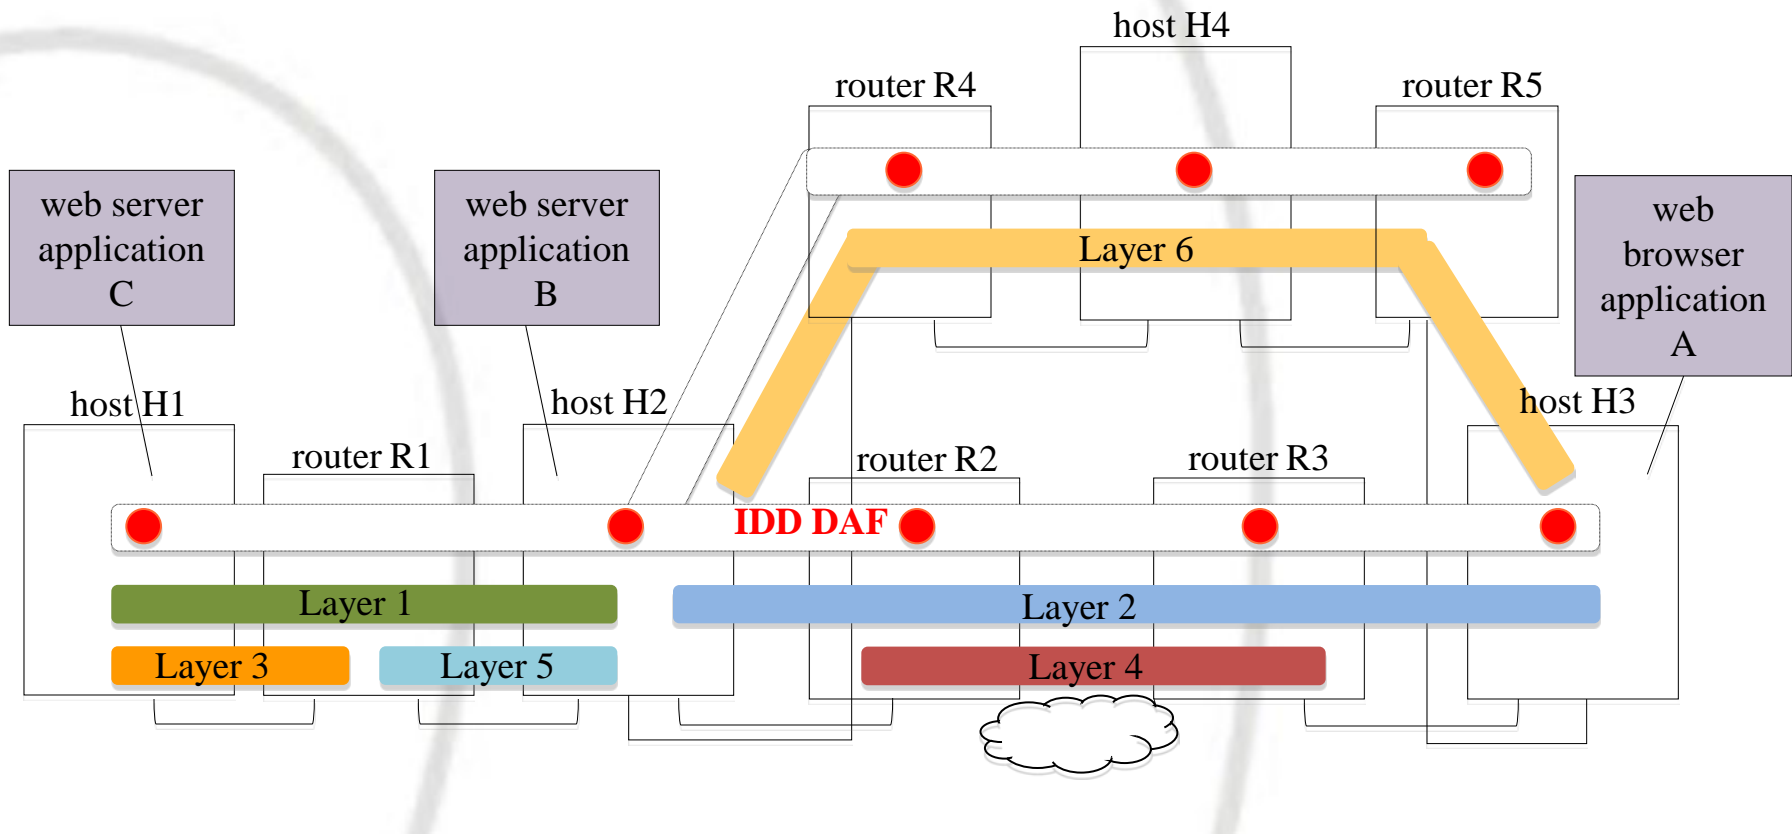 host H4
router R4
router R5
web server
application
C
web server
application
B
web
browser
application
A
Layer 6
host H1
host H2
host H3
router R1
router R2
router R3
IDD DAF
Layer 1
Layer 2
Layer 3
Layer 5
Layer 4